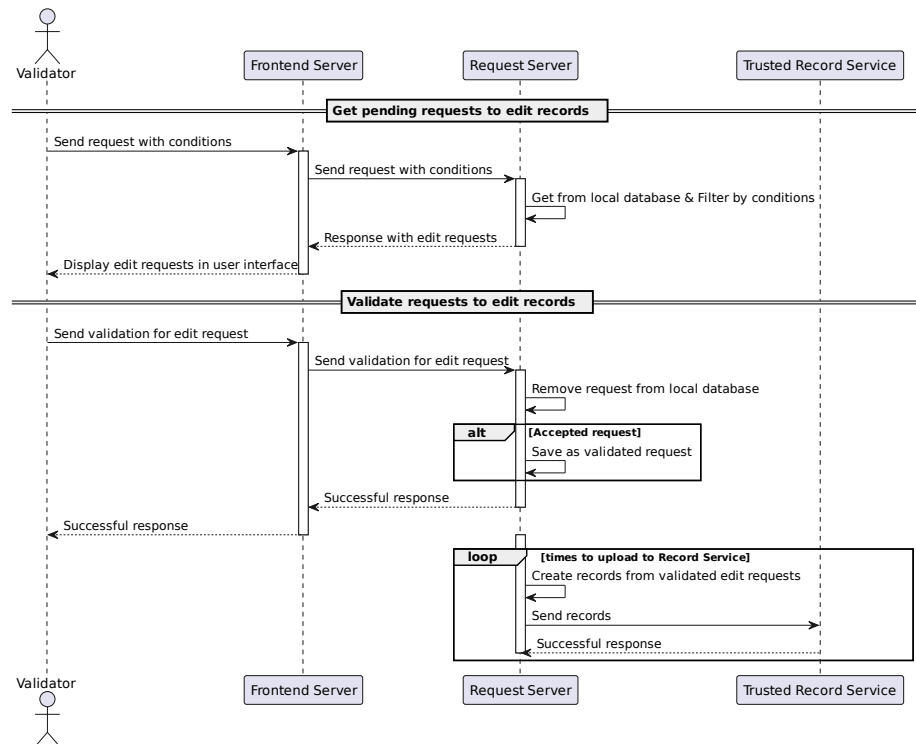 Validator
Frontend Server
Request Server
Trusted Record Service
Get pending requests to edit records
Send request with conditions
Send request with conditions
Get from local database & Filter by conditions
Response with edit requests
Display edit requests in user interface
Validate requests to edit records
Send validation for edit request
Send validation for edit request
Remove request from local database
alt
[Accepted request]
Save as validated request
Successful response
Successful response
loop
[times to upload to Record Service]
Create records from validated edit requests
Send records
Successful response
Validator
Frontend Server
Request Server
Trusted Record Service